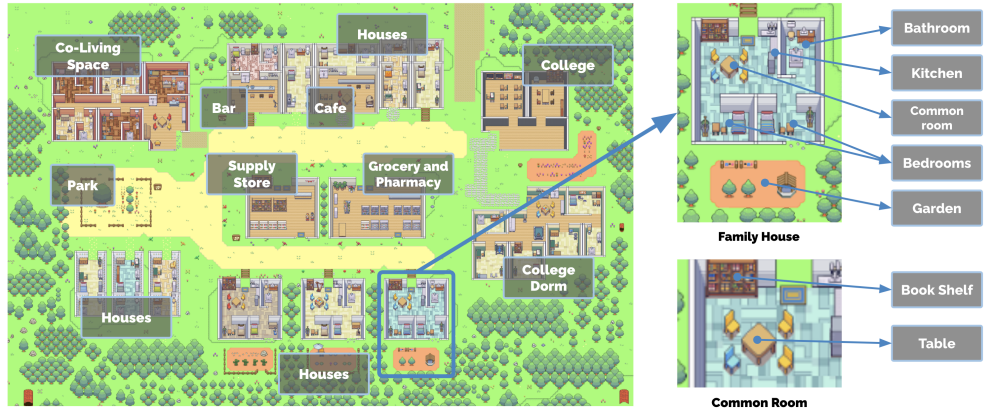 Co-Living
Space
Houses
College
Bar
Cafe
Park
Supply
Store
Grocery and
Pharmacy
Houses
College
Dorm
Houses
Bathroom
Kitchen
Common
room
Bedrooms
Garden
Family House
Book Shelf
Table
Common Room